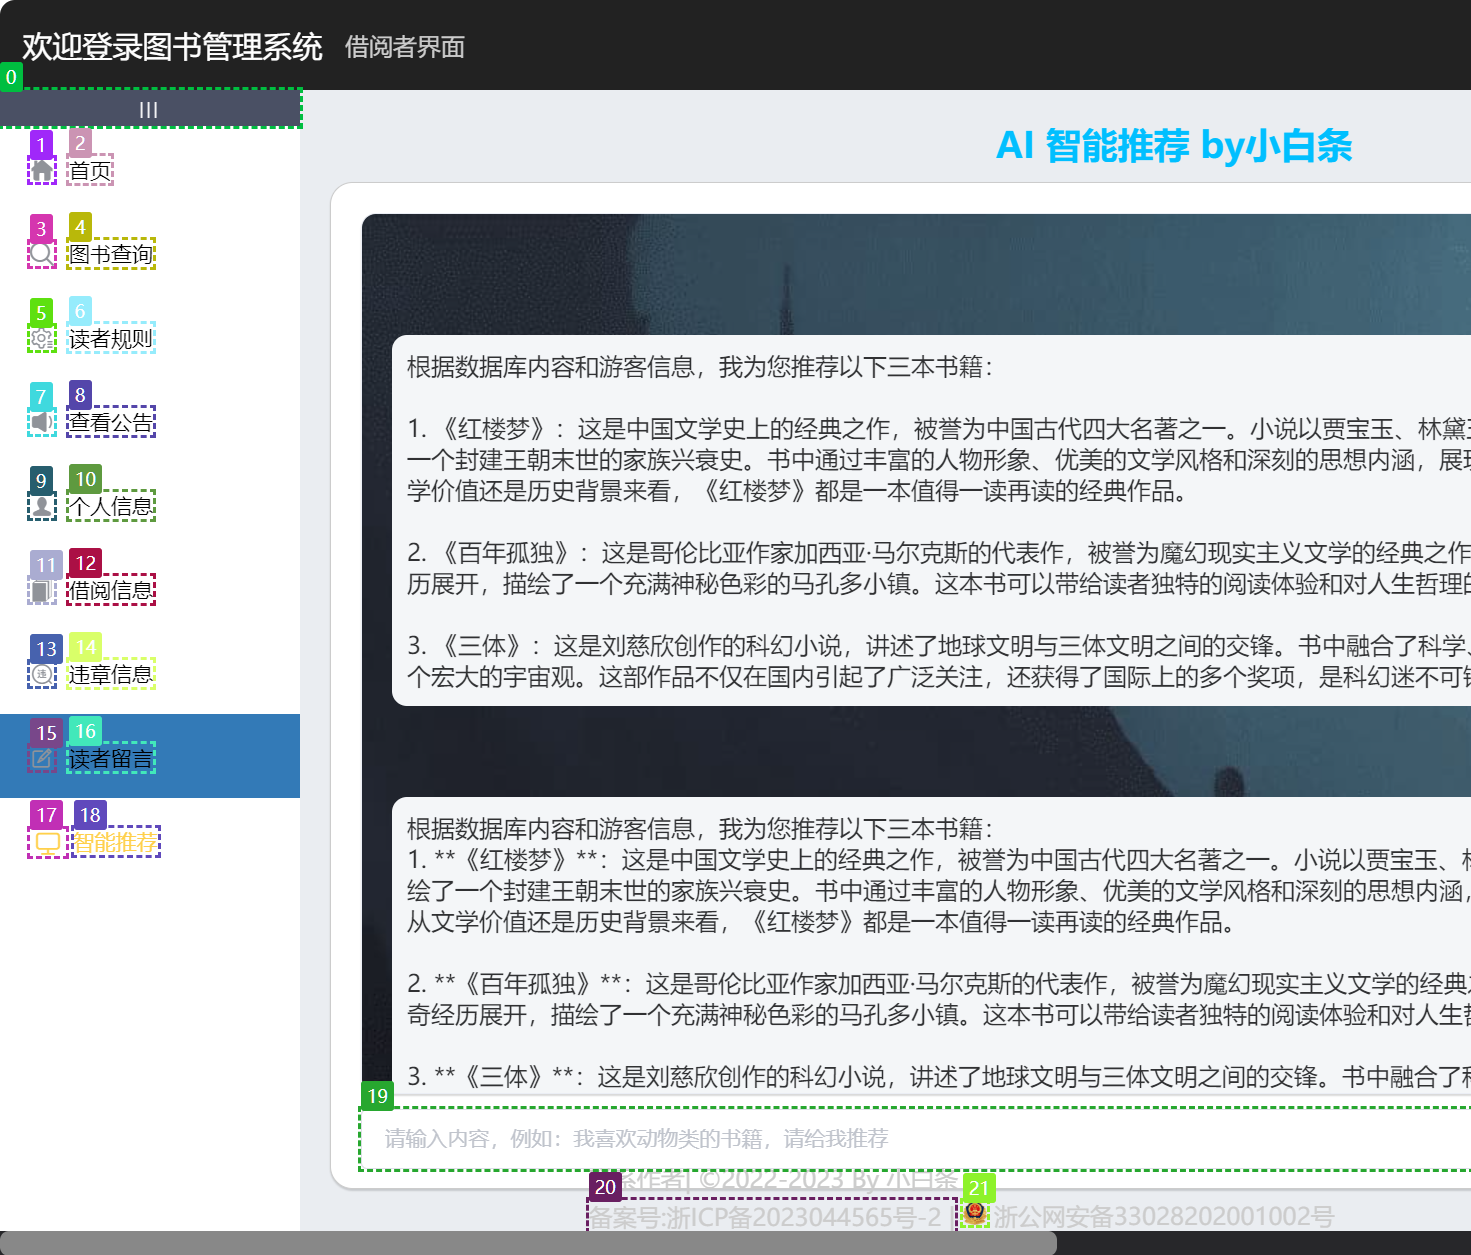 欢迎登录图书管理系统 借阅者界面
0
|||
AI 智能推荐 by小白条
1 2
首页
3 4
图书查询
5 6
读者规则
7 8
查看公告
9 10
个人信息
11 12
借阅信息
13 14
违章信息
15 16
读者留言
17 18
智能推荐
根据数据库内容和游客信息，我为您推荐以下三本书籍：
1. 《红楼梦》：这是中国文学史上的经典之作，被誉为中国古代四大名著之一。小说以贾宝玉、林黛玉
一个封建王朝末世的家族兴衰史。书中通过丰富的人物形象、优美的文学风格和深刻的思想内涵，展现
学价值还是历史背景来看，《红楼梦》都是一本值得一读再读的经典作品。
2. 《百年孤独》：这是哥伦比亚作家加西亚·马尔克斯的代表作，被誉为魔幻现实主义文学的经典之作
历展开，描绘了一个充满神秘色彩的马孔多小镇。这本书可以带给读者独特的阅读体验和对人生哲理的
3. 《三体》：这是刘慈欣创作的科幻小说，讲述了地球文明与三体文明之间的交锋。书中融合了科学、
个宏大的宇宙观。这部作品不仅在国内引起了广泛关注，还获得了国际上的多个奖项，是科幻迷不可错
根据数据库内容和游客信息，我为您推荐以下三本书籍：
1. **《红楼梦》**：这是中国文学史上的经典之作，被誉为中国古代四大名著之一。小说以贾宝玉、
绘了一个封建王朝末世的家族兴衰史。书中通过丰富的人物形象、优美的文学风格和深刻的思想内涵，
从文学价值还是历史背景来看，《红楼梦》都是一本值得一读再读的经典作品。
2. **《百年孤独》**：这是哥伦比亚作家加西亚·马尔克斯的代表作，被誉为魔幻现实主义文学的经典
奇经历展开，描绘了一个充满神秘色彩的马孔多小镇。这本书可以带给读者独特的阅读体验和对人生
3. **《三体》**：这是刘慈欣创作的科幻小说，讲述了地球文明与三体文明之间的交锋。书中融合了
19
请输入内容，例如：我喜欢动物类的书籍，请给我推荐
系作者| ©2022-2023 By 小白条
20 21
备案号:浙ICP备2023044565号-2 | 浙公网安备33028202001002号